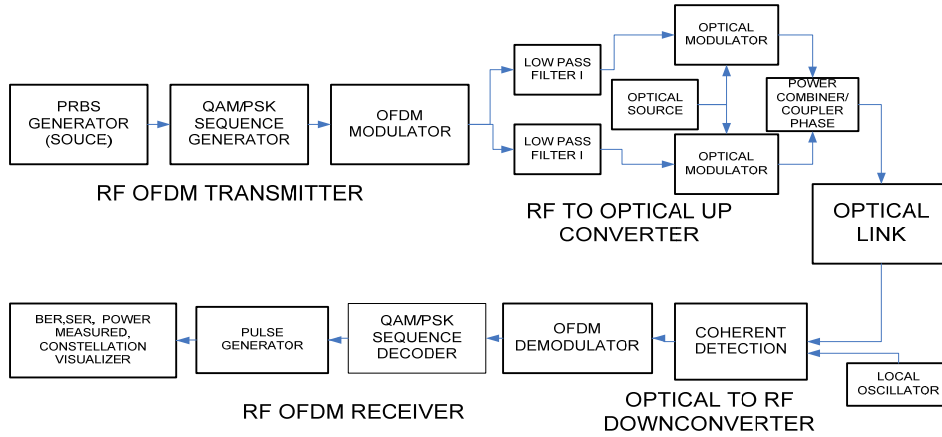 PRBS
GENERATOR
(SOUCE)
QAM/PSK
SEQUENCE
GENERATOR
OFDM
MODULATOR
LOW PASS
FILTER I
LOW PASS
FILTER I
OPTICAL
SOURCE
OPTICAL
MODULATOR
OPTICAL
MODULATOR
POWER
COMBINER/
COUPLER
PHASE
RF OFDM TRANSMITTER
RF TO OPTICAL UP
CONVERTER
OPTICAL
LINK
BER,SER, POWER
MEASURED,
CONSTELLATION
VISUALIZER
PULSE
GENERATOR
QAM/PSK
SEQUENCE
DECODER
OFDM
DEMODULATOR
COHERENT
DETECTION
LOCAL
OSCILLATOR
RF OFDM RECEIVER
OPTICAL TO RF
DOWNCONVERTER